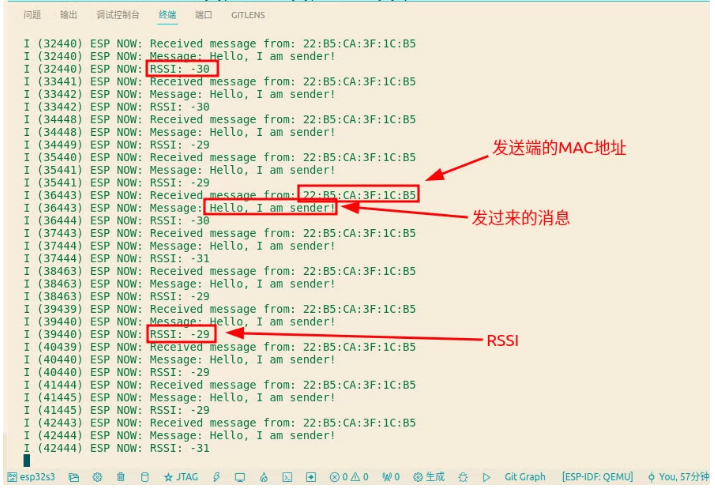 问题 输出 调试控制台 终端 端口 GITLENS
I (32440) ESP NOW: Received message from: 22:B5:CA:3F:1C:B5
I (32440) ESP NOW: Message: Hello, I am sender!
I (32440) ESP NOW: RSSI: -30
I (33441) ESP NOW: Received message from: 22:B5:CA:3F:1C:B5
I (33442) ESP NOW: Message: Hello, I am sender!
I (33442) ESP NOW: RSSI: -30
I (34448) ESP NOW: Received message from: 22:B5:CA:3F:1C:B5
I (34448) ESP NOW: Message: Hello, I am sender!
I (34449) ESP NOW: RSSI: -29
发送端的MAC地址
I (35440) ESP NOW: Received message from: 22:B5:CA:3F:1C:B5
I (35441) ESP NOW: Message: Hello, I am sender!
I (35441) ESP NOW: RSSI: -29
I (36443) ESP NOW: Received message from: 22:B5:CA:3F:1C:B5
I (36443) ESP NOW: Message: Hello, I am sender!
发过来的消息
I (36444) ESP NOW: RSSI: -30
I (37443) ESP NOW: Received message from: 22:B5:CA:3F:1C:B5
I (37444) ESP NOW: Message: Hello, I am sender!
I (37444) ESP NOW: RSSI: -31
I (38463) ESP NOW: Received message from: 22:B5:CA:3F:1C:B5
I (38463) ESP NOW: Message: Hello, I am sender!
I (38463) ESP NOW: RSSI: -29
I (39439) ESP NOW: Received message from: 22:B5:CA:3F:1C:B5
I (39440) ESP NOW: Message: Hello, I am sender!
I (39440) ESP NOW: RSSI: -29
RSSI
I (40439) ESP NOW: Received message from: 22:B5:CA:3F:1C:B5
I (40440) ESP NOW: Message: Hello, I am sender!
I (40440) ESP NOW: RSSI: -29
I (41444) ESP NOW: Received message from: 22:B5:CA:3F:1C:B5
I (41445) ESP NOW: Message: Hello, I am sender!
I (41445) ESP NOW: RSSI: -29
I (42443) ESP NOW: Received message from: 22:B5:CA:3F:1C:B5
I (42444) ESP NOW: Message: Hello, I am sender!
I (42444) ESP NOW: RSSI: -31
esp32s3 JTAG 0 0 0 生成 Git Graph [ESP-IDF: QEMU] You, 57分钟